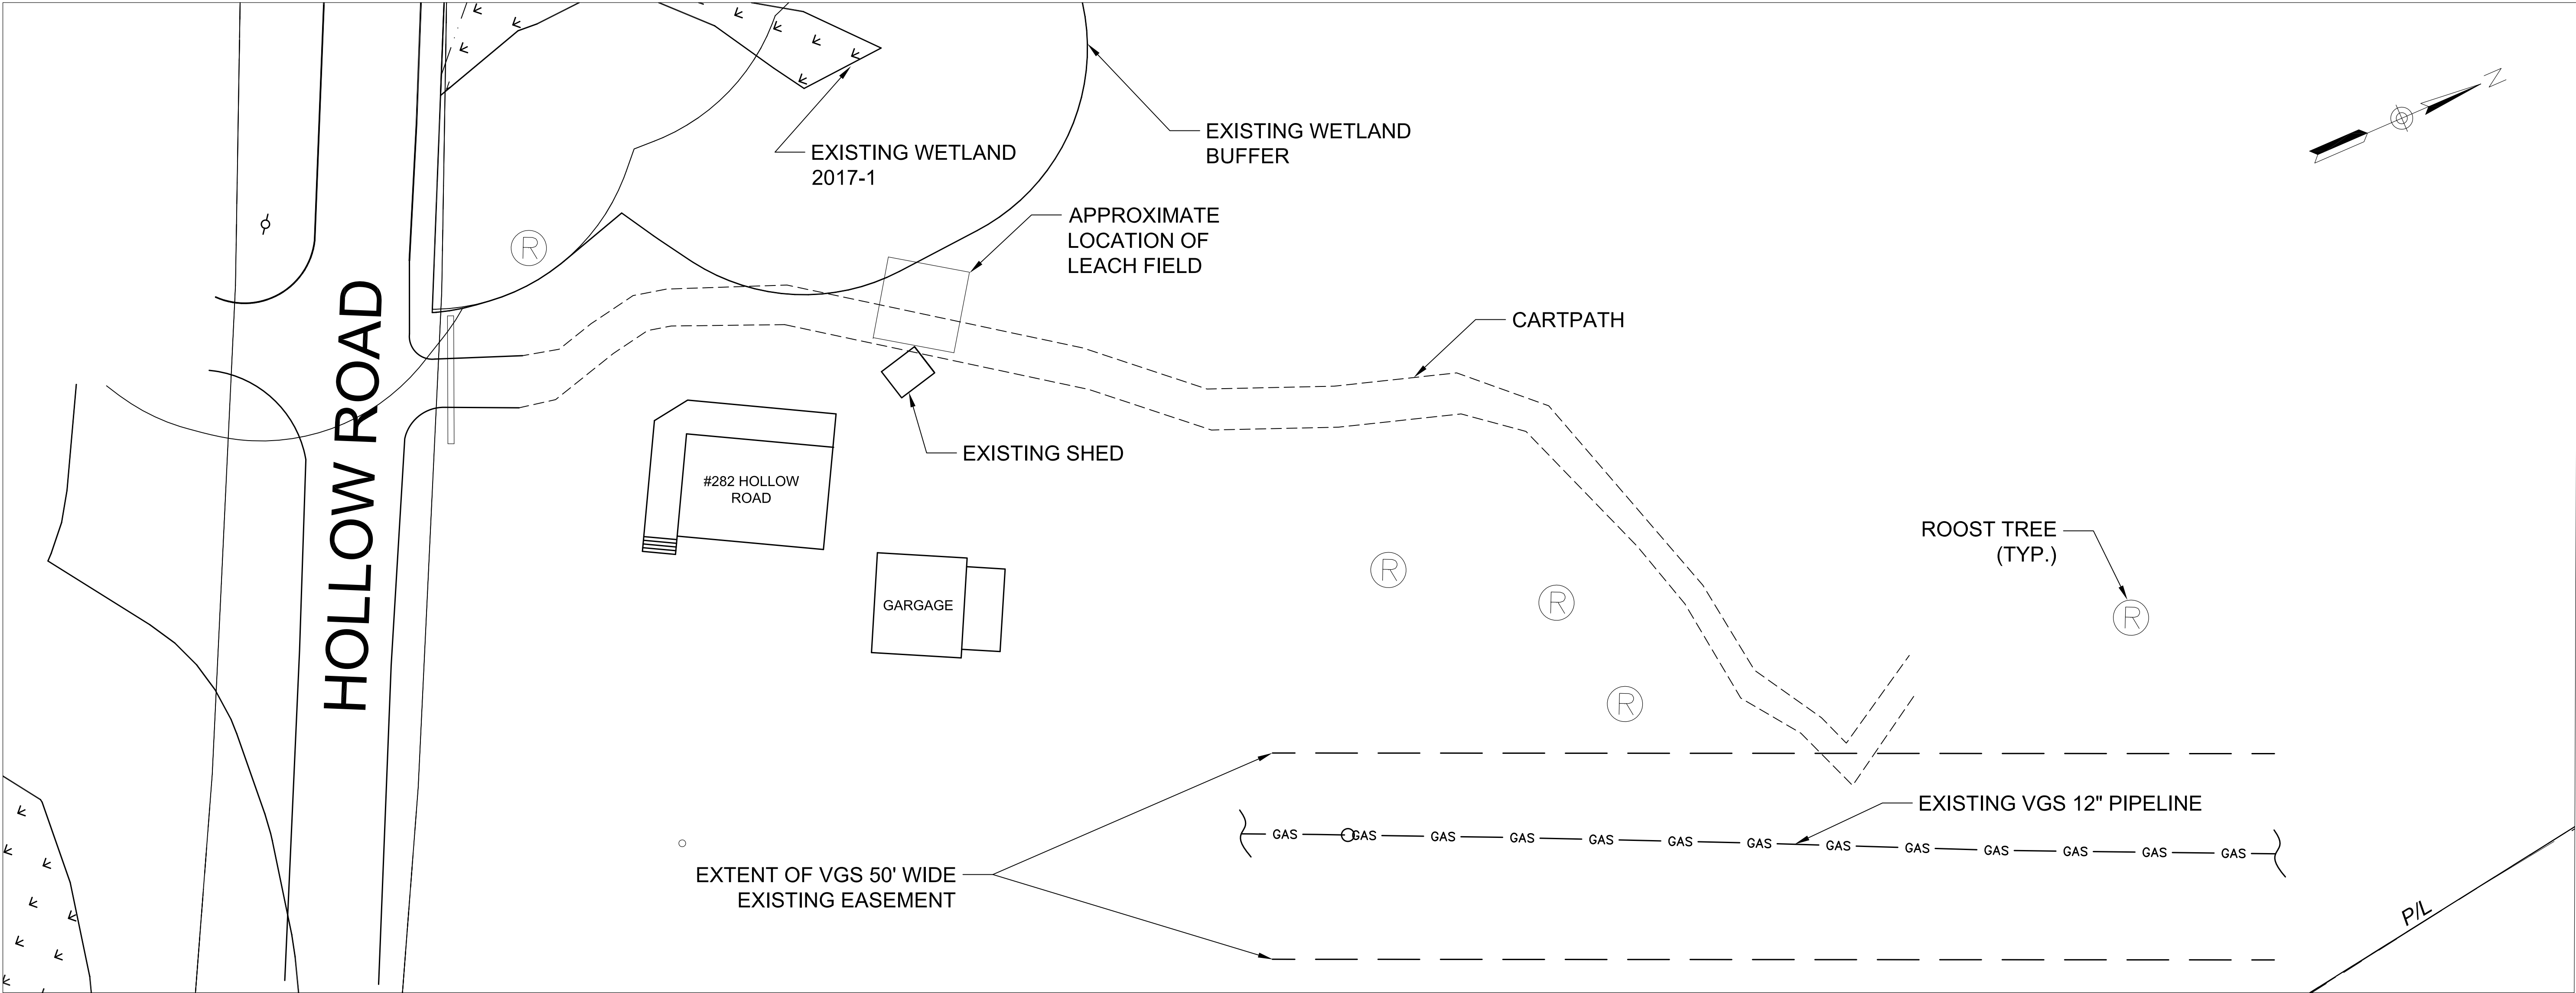 N
EXISTING WETLAND
BUFFER
EXISTING WETLAND
2017-1
APPROXIMATE
LOCATION OF
LEACH FIELD
R
HOLLOW ROAD
CARTPATH
EXISTING SHED
#282 HOLLOW
ROAD
ROOST TREE
(TYP.)
R
R
R
R
GARGAGE
EXISTING VGS 12" PIPELINE
GAS GAS GAS GAS GAS GAS GAS GAS GAS GAS GAS GAS GAS
EXTENT OF VGS 50' WIDE
EXISTING EASEMENT
P/L